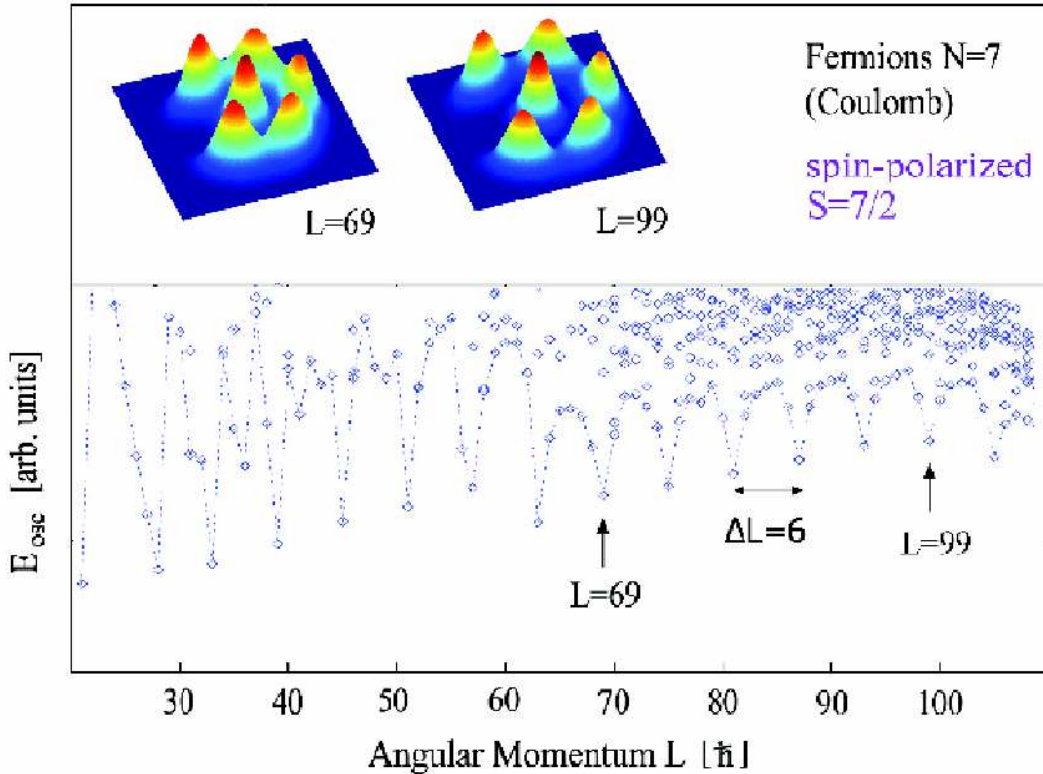 Fermions N=7
(Coulomb)
spin-polarized
S=7/2
L=69
L=99
E_osc [arb. units]
ΔL=6
L=99
L=69
30 40 50 60 70 80 90 100
Angular Momentum L [ħ]